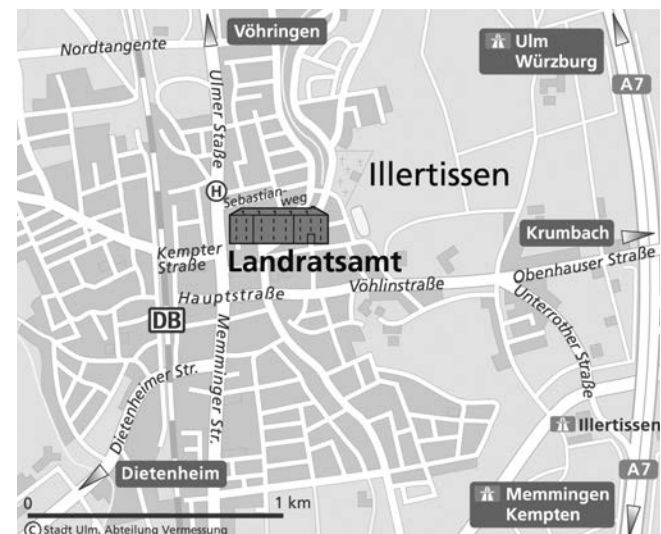 Nordtangente
Vöhringen
Ulm
Würzburg
A7
Ulmer Staße
Illertissen
H
Sebastian-
weg
Krumbach
Kempter
Straße
Landratsamt
Obenhauser Straße
Vöhlinstraße
Hauptstraße
DB
Unterrother Straße
Memminger Str.
Dietenheimer Str.
Illertissen
Dietenheim
A7
Memmingen
Kempten
0 1 km
© Stadt Ulm, Abteilung Vermessung